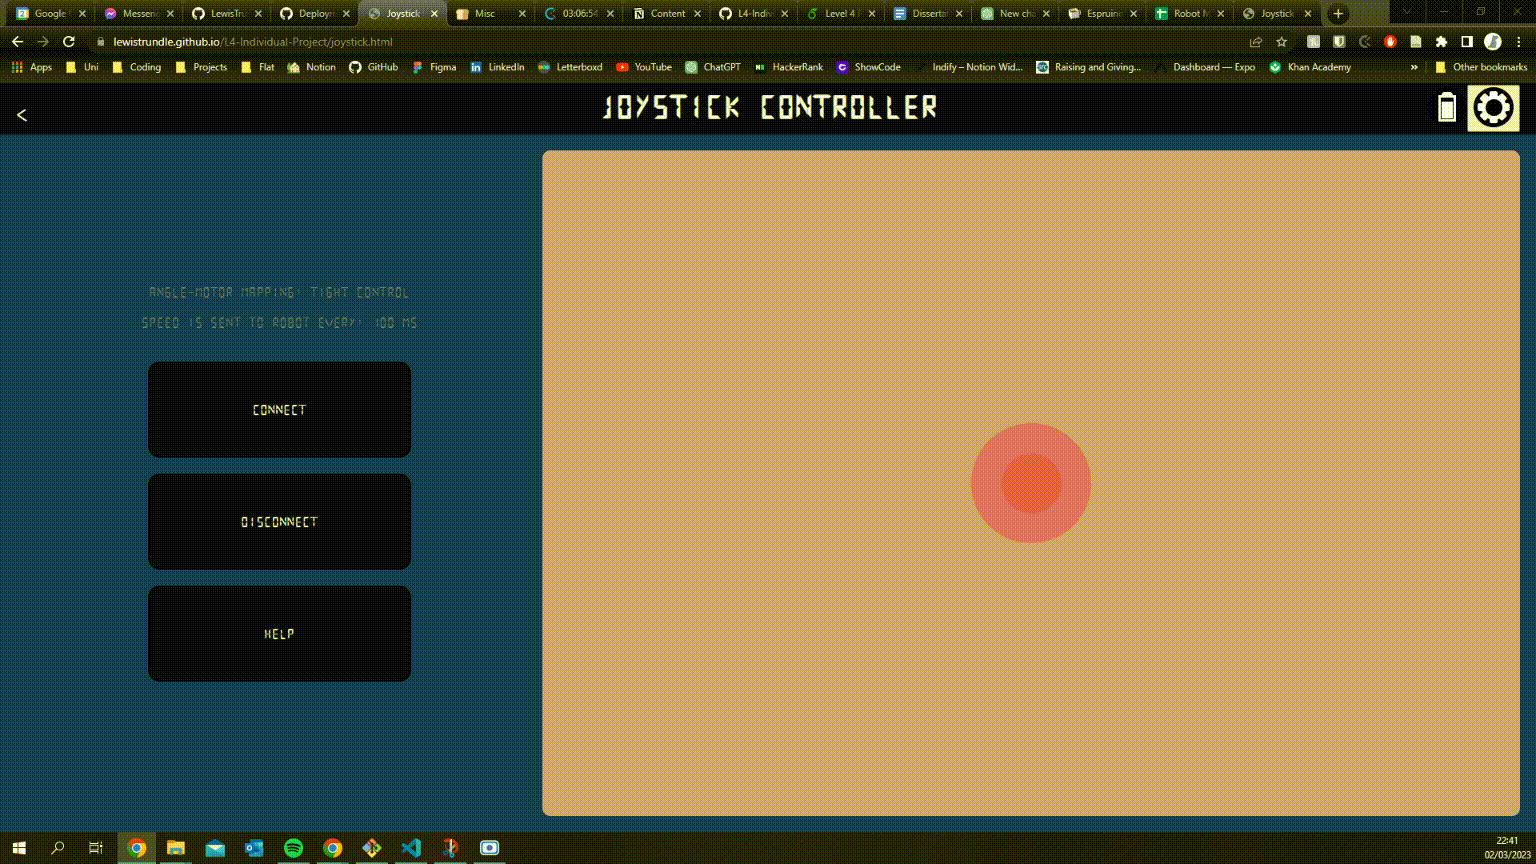 Google
Messen
LewisTru
Deploym
Joystick
Misc
03:06:54
Content
L4-Indiv
Level 4
Disserta
New cha
Espruin
Robot M
Joystick
lewistrundle.github.io/L4-Individual-Project/joystick.html
Apps Uni Coding Projects Flat Notion GitHub Figma LinkedIn Letterboxd YouTube ChatGPT HackerRank ShowCode Indify – Notion Wid... Raising and Giving... Dashboard — Expo Khan Academy » Other bookmarks
< JOYSTICK CONTROLLER
ANGLE-MOTOR MAPPING: TIGHT CONTROL
SPEED IS SENT TO ROBOT EVERY: 100 MS
CONNECT
DISCONNECT
HELP
22:41
02/03/2023